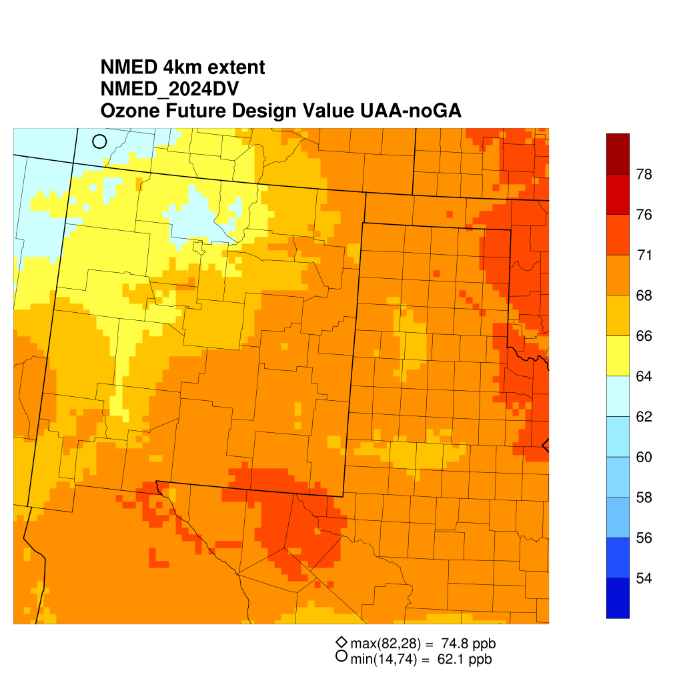 NMED 4km extent
NMED_2024DV
Ozone Future Design Value UAA-noGA
78
76
71
68
66
64
62
60
58
56
54
max(82,28) = 74.8 ppb
min(14,74) = 62.1 ppb